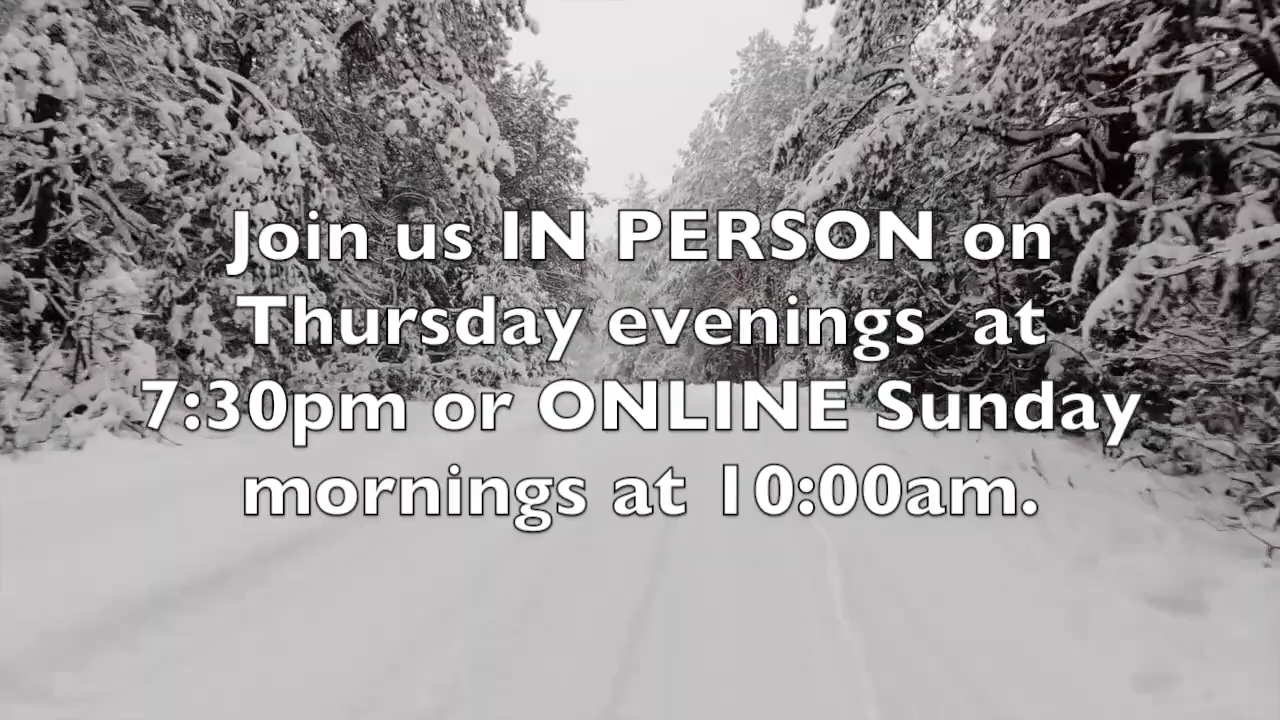 Join us IN PERSON on
Thursday evenings  at
7:30pm or ONLINE Sunday
mornings at 10:00am.